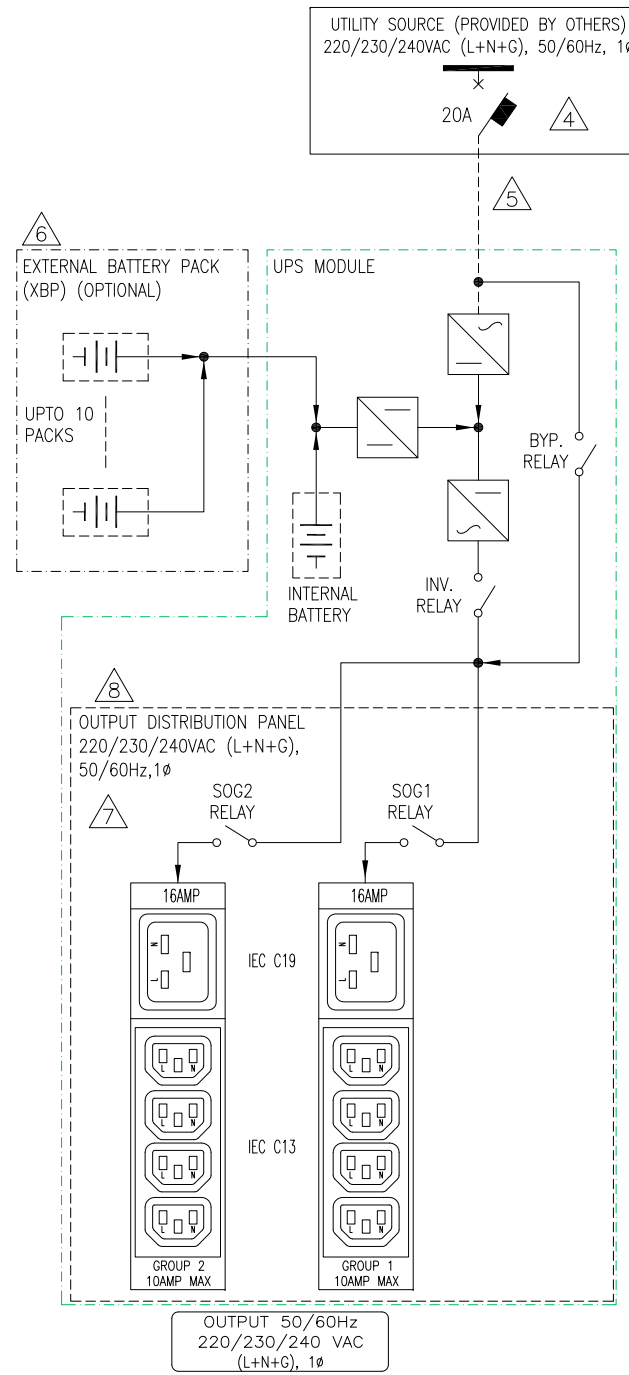 UTILITY SOURCE (PROVIDED BY OTHERS)
220/230/240VAC (L+N+G), 50/60Hz, 1ø
20A
4
5
6
EXTERNAL BATTERY PACK
(XBP) (OPTIONAL)
UPTO 10
PACKS
UPS MODULE
BYP.
RELAY
INTERNAL
BATTERY
INV.
RELAY
8
OUTPUT DISTRIBUTION PANEL
220/230/240VAC (L+N+G),
50/60Hz,1ø
7
SOG2
RELAY
SOG1
RELAY
16AMP
16AMP
N
L
IEC C19
N
L
L N
L N
L N
L N
L N
L N
IEC C13
L N
L N
GROUP 2
10AMP MAX
GROUP 1
10AMP MAX
OUTPUT 50/60Hz
220/230/240 VAC
(L+N+G), 1ø